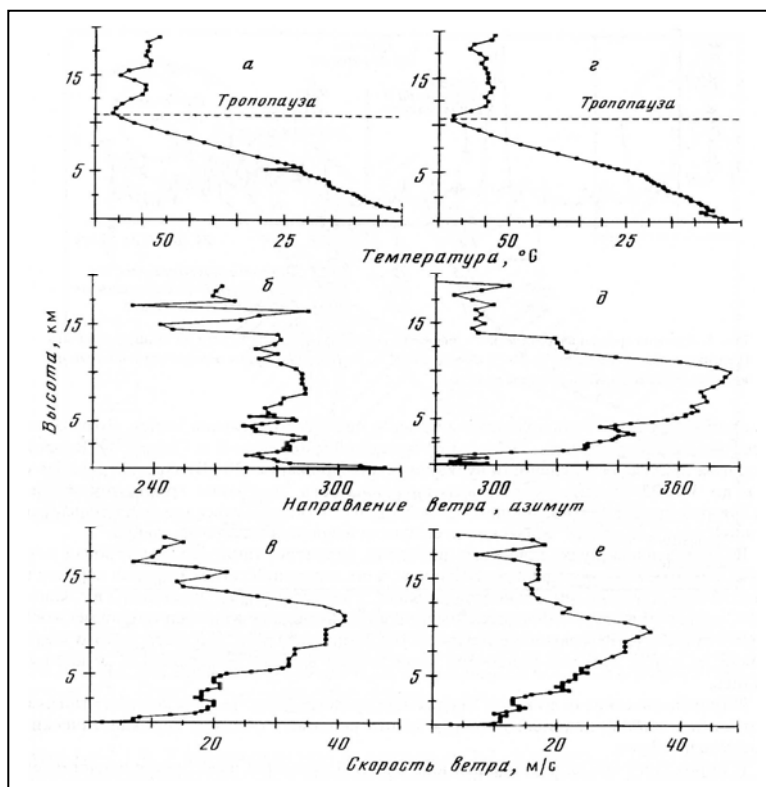 а
г
15
Тропопауза
15
Тропопауза
5
5
50
25
50
25
Температура, °С
б
д
15
15
5
5
240
300
300
360
Направление ветра, азимут
в
е
15
15
5
5
20
40
20
40
Скорость ветра, м/с
Высота, км